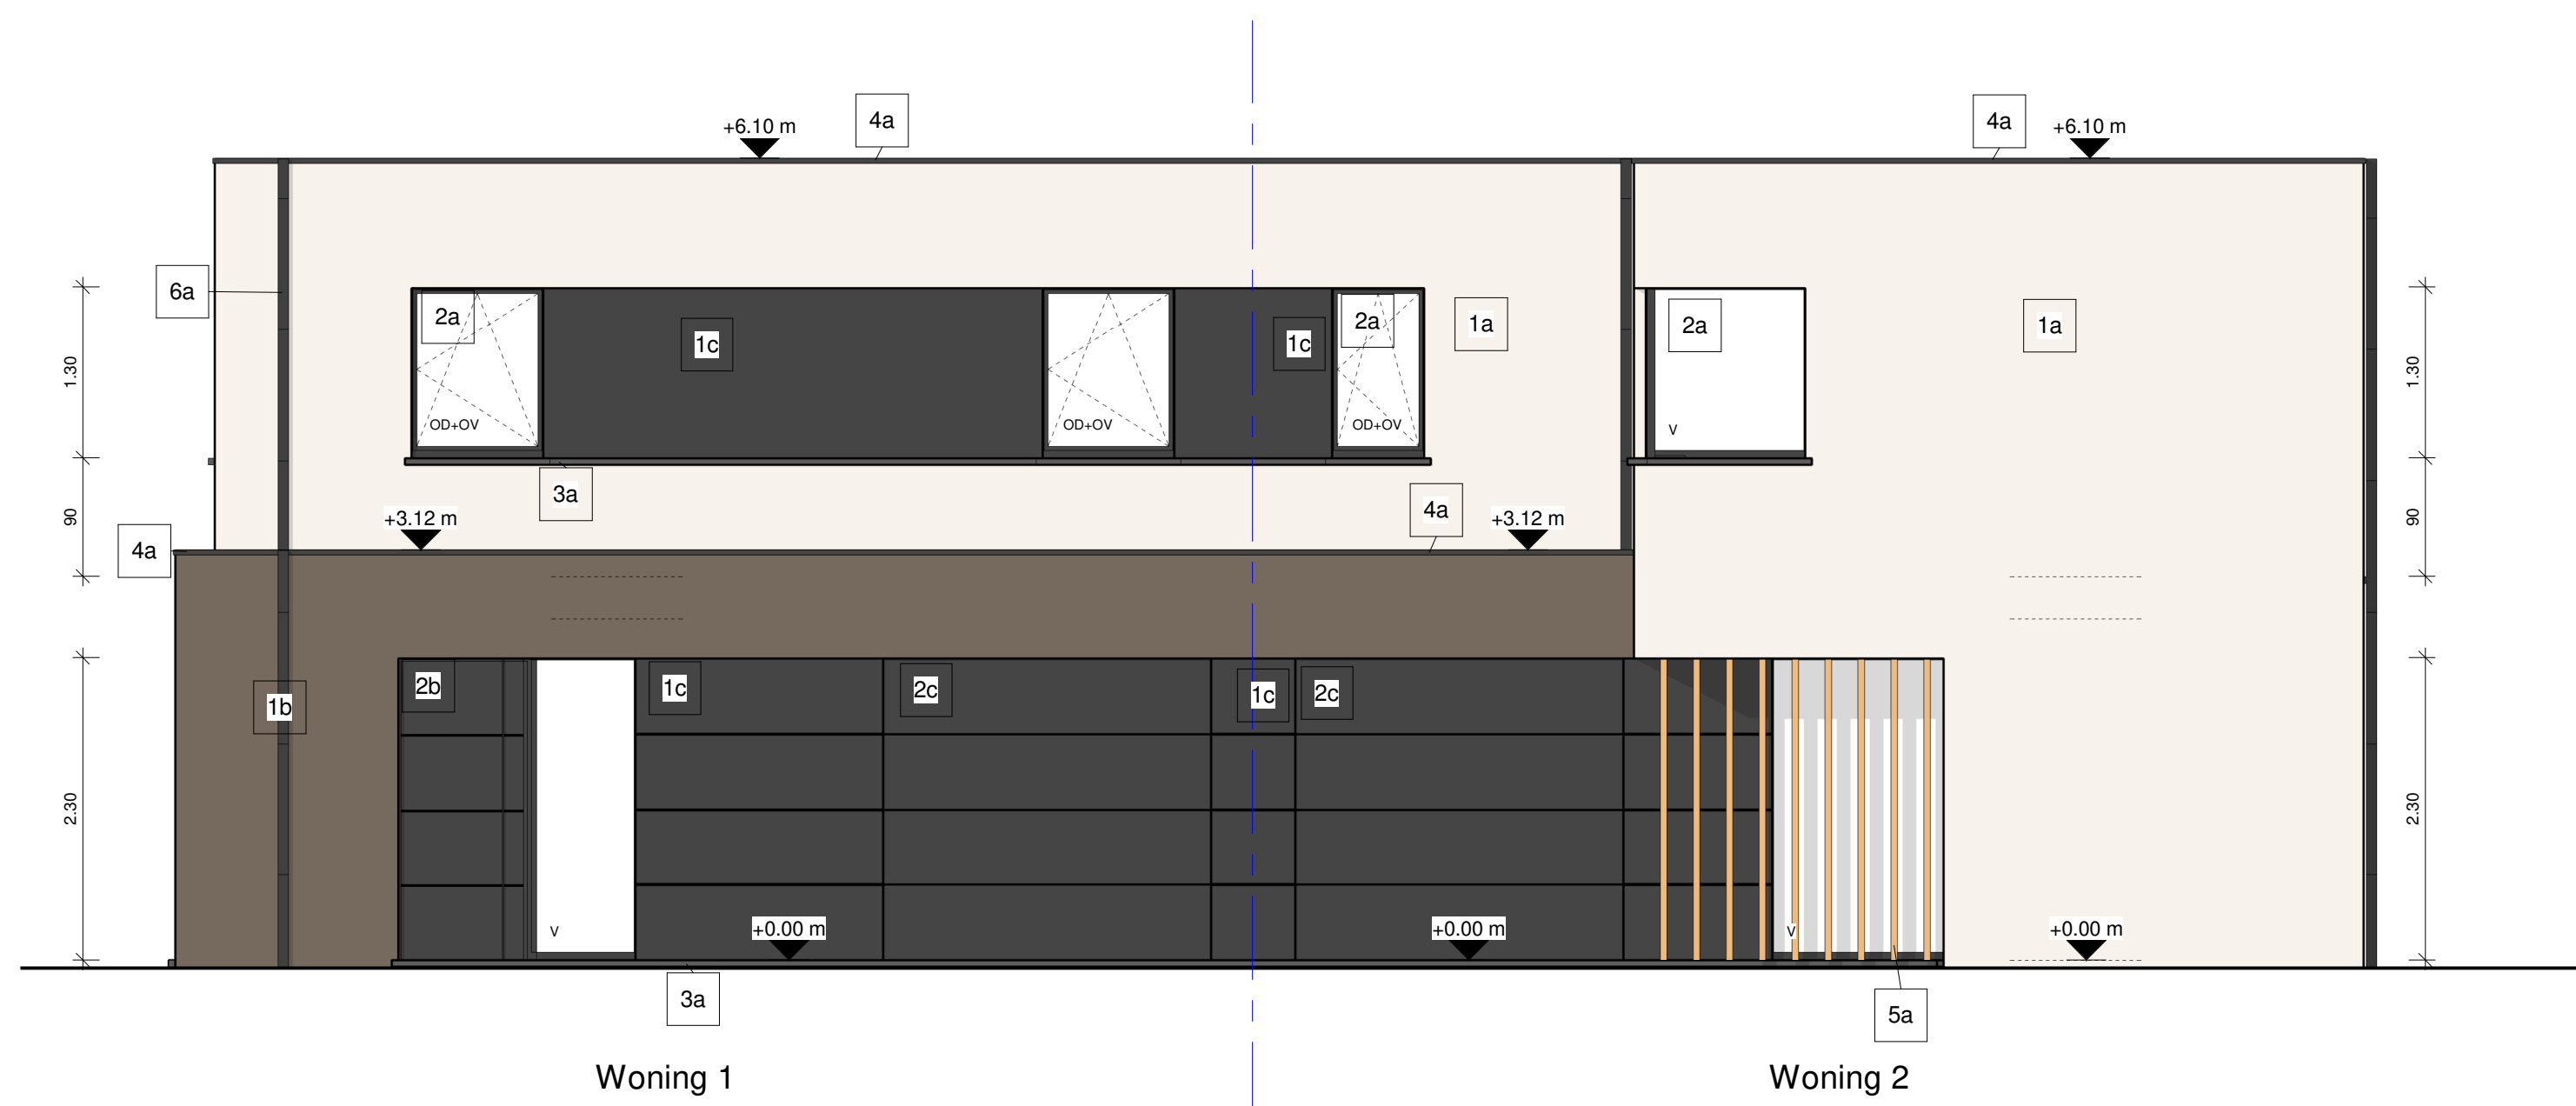 4a
4a
+6.10 m
+6.10 m
6a
2a
1c
1c
2a
1a
2a
1a
1.30
1.30
OD+OV
OD+OV
OD+OV
V
3a
4a
+3.12 m
+3.12 m
90
90
4a
2b
1c
2c
1c
2c
1b
2.30
2.30
V
+0.00 m
+0.00 m
V
+0.00 m
3a
5a
Woning 1
Woning 2